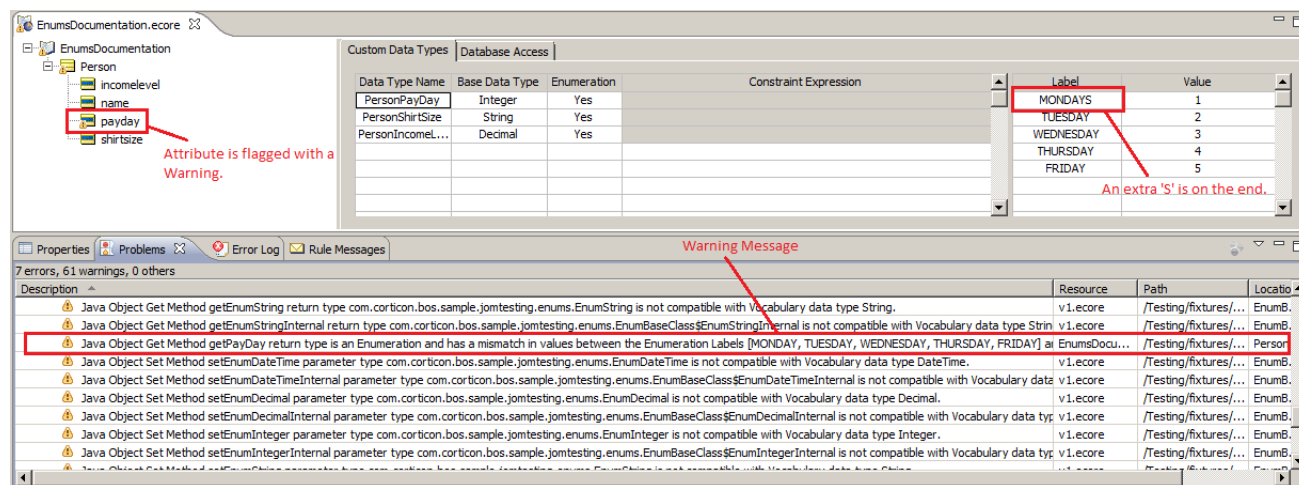 EnumsDocumentation.ecore
EnumsDocumentation
Person
incomelevel
name
payday
shirtsize
Attribute is flagged with a
Warning.
Custom Data Types Database Access
Data Type Name Base Data Type Enumeration Constraint Expression Label Value
PersonPayDay Integer Yes MONDAYS 1
PersonShirtSize String Yes TUESDAY 2
PersonIncomeL... Decimal Yes WEDNESDAY 3
THURSDAY 4
FRIDAY 5
An extra 'S' is on the end.
Properties Problems Error Log Rule Messages
Warning Message
7 errors, 61 warnings, 0 others
Description Resource Path Locatio
Java Object Get Method getEnumString return type com.corticon.bos.sample.jomtesting.enums.EnumString is not compatible with Vocabulary data type String. v1.ecore /Testing/fixtures/... EnumB.
Java Object Get Method getEnumStringInternal return type com.corticon.bos.sample.jomtesting.enums.EnumBaseClass$EnumStringInternal is not compatible with Vocabulary data type Strin v1.ecore /Testing/fixtures/... EnumB.
Java Object Get Method getPayDay return type is an Enumeration and has a mismatch in values between the Enumeration Labels [MONDAY, TUESDAY, WEDNESDAY, THURSDAY, FRIDAY] a EnumsDocu... /Testing/fixtures/... Person
Java Object Set Method setEnumDateTime parameter type com.corticon.bos.sample.jomtesting.enums.EnumDateTime is not compatible with Vocabulary data type DateTime. v1.ecore /Testing/fixtures/... EnumB.
Java Object Set Method setEnumDateTimeInternal parameter type com.corticon.bos.sample.jomtesting.enums.EnumBaseClass$EnumDateTimeInternal is not compatible with Vocabulary data v1.ecore /Testing/fixtures/... EnumB.
Java Object Set Method setEnumDecimal parameter type com.corticon.bos.sample.jomtesting.enums.EnumDecimal is not compatible with Vocabulary data type Decimal. v1.ecore /Testing/fixtures/... EnumB.
Java Object Set Method setEnumDecimalInternal parameter type com.corticon.bos.sample.jomtesting.enums.EnumBaseClass$EnumDecimalInternal is not compatible with Vocabulary data typ v1.ecore /Testing/fixtures/... EnumB.
Java Object Set Method setEnumInteger parameter type com.corticon.bos.sample.jomtesting.enums.EnumInteger is not compatible with Vocabulary data type Integer. v1.ecore /Testing/fixtures/... EnumB.
Java Object Set Method setEnumIntegerInternal parameter type com.corticon.bos.sample.jomtesting.enums.EnumBaseClass$EnumIntegerInternal is not compatible with Vocabulary data typ v1.ecore /Testing/fixtures/... EnumB.